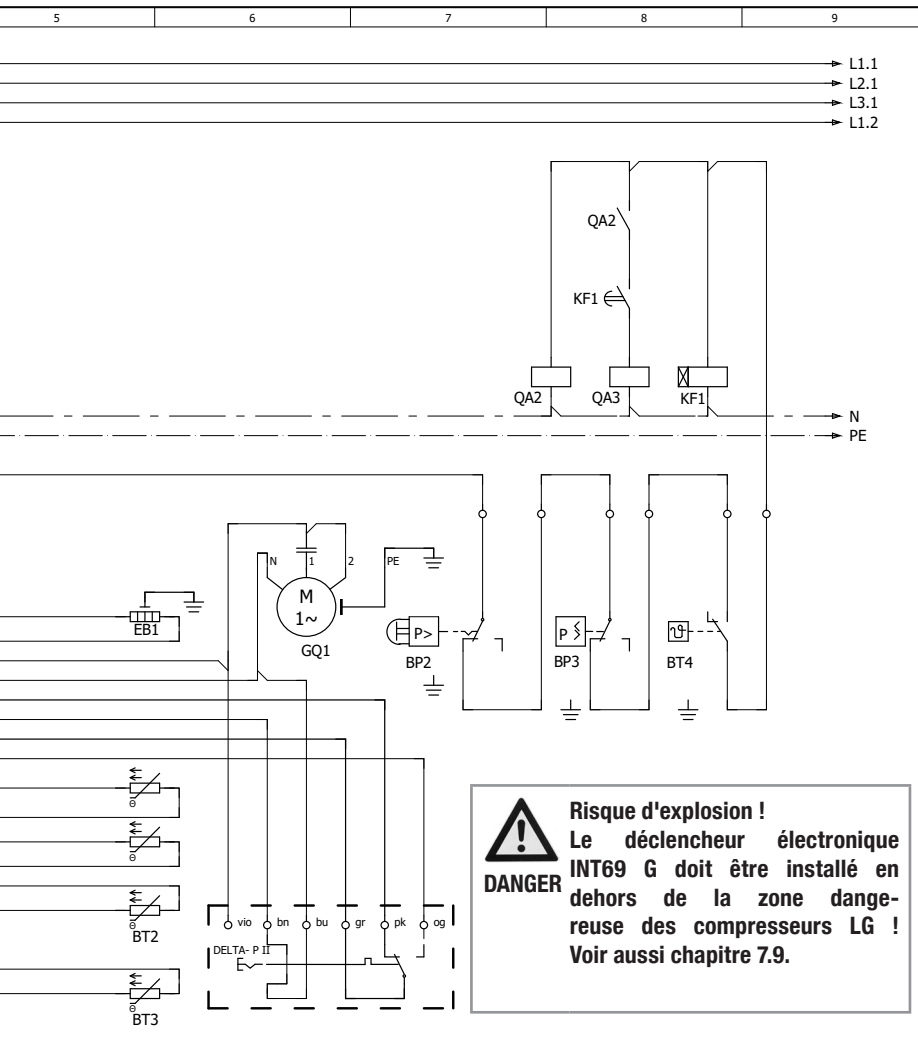 5 6 7 8 9
L1.1
L2.1
L3.1
L1.2
QA2
KF1
QA2 QA3 KF1
N
PE
N 1 2 PE
M
1~
GQ1
EB1
P>
BP2
P
BP3
ϑ
BT4
Θ
Θ
Θ
BT2
Θ
BT3
vio bn bu gr pk og
DELTA- P II
DANGER
Risque d'explosion !
Le déclencheur électronique
INT69 G doit être installé en
dehors de la zone dange-
reuse des compresseurs LG !
Voir aussi chapitre 7.9.